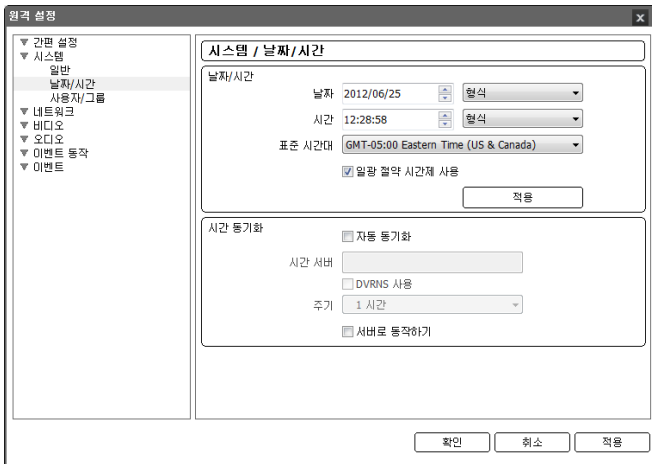 원격 설정
x
간편 설정
시스템
일반
날짜/시간
사용자/그룹
네트워크
비디오
오디오
이벤트 동작
이벤트
시스템 / 날짜/시간
날짜/시간
날짜 2012/06/25 형식
시간 12:28:58 형식
표준 시간대 GMT-05:00 Eastern Time (US & Canada)
일광 절약 시간제 사용
적용
시간 동기화
자동 동기화
시간 서버
DVRNS 사용
주기 1 시간
서버로 동작하기
확인 취소 적용